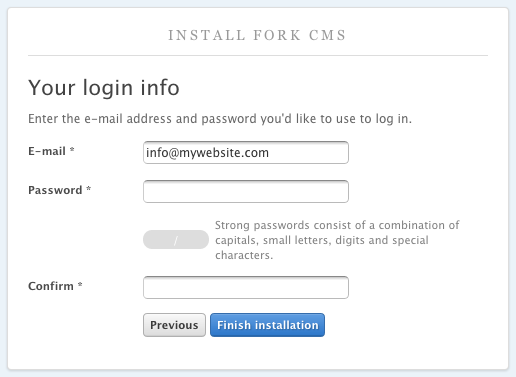 INSTALL FORK CMS
Your login info
Enter the e-mail address and password you'd like to use to log in.
E-mail *
info@mywebsite.com
Password *
/
Strong passwords consist of a combination of
capitals, small letters, digits and special
characters.
Confirm *
Previous
Finish installation